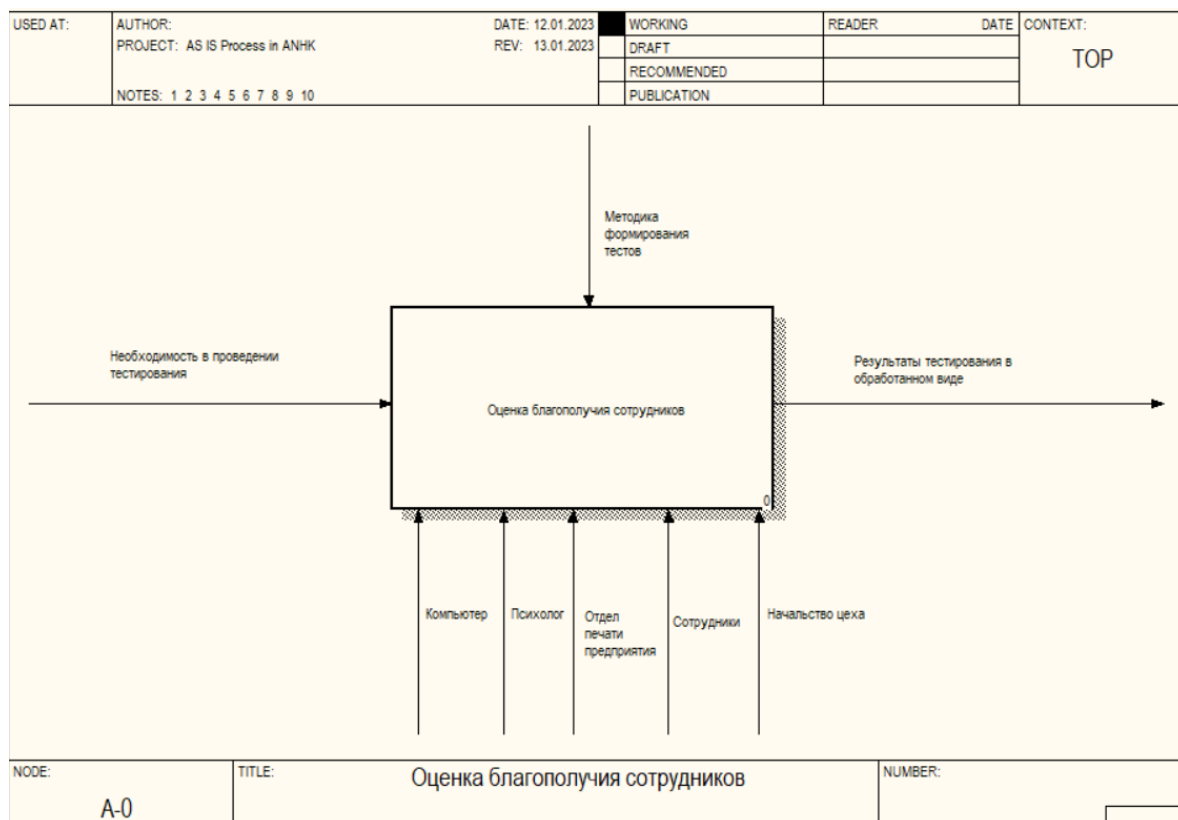 USED AT:
AUTHOR:
DATE: 12.01.2023
PROJECT: AS IS Process in ANHK
REV: 13.01.2023
NOTES: 1 2 3 4 5 6 7 8 9 10
WORKING
DRAFT
RECOMMENDED
PUBLICATION
READER DATE
CONTEXT:
TOP
Методика
формирования
тестов
Необходимость в проведении
тестирования
Оценка благополучия сотрудников
0
Результаты тестирования в
обработанном виде
Компьютер
Психолог
Отдел
печати
предприятия
Сотрудники
Начальство цеха
NODE:
A-0
TITLE:
Оценка благополучия сотрудников
NUMBER: